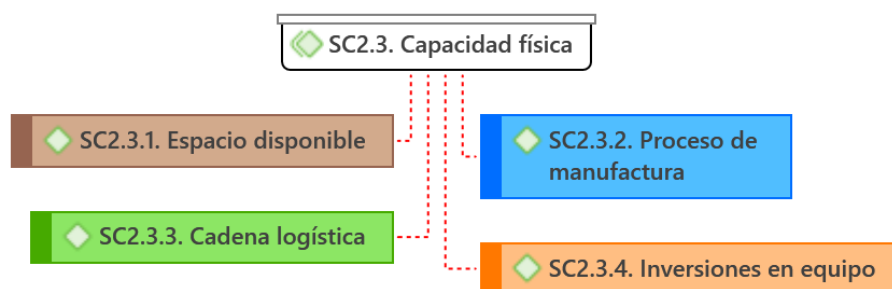 SC2.3. Capacidad física
SC2.3.1. Espacio disponible
SC2.3.2. Proceso de
manufactura
SC2.3.3. Cadena logística
SC2.3.4. Inversiones en equipo